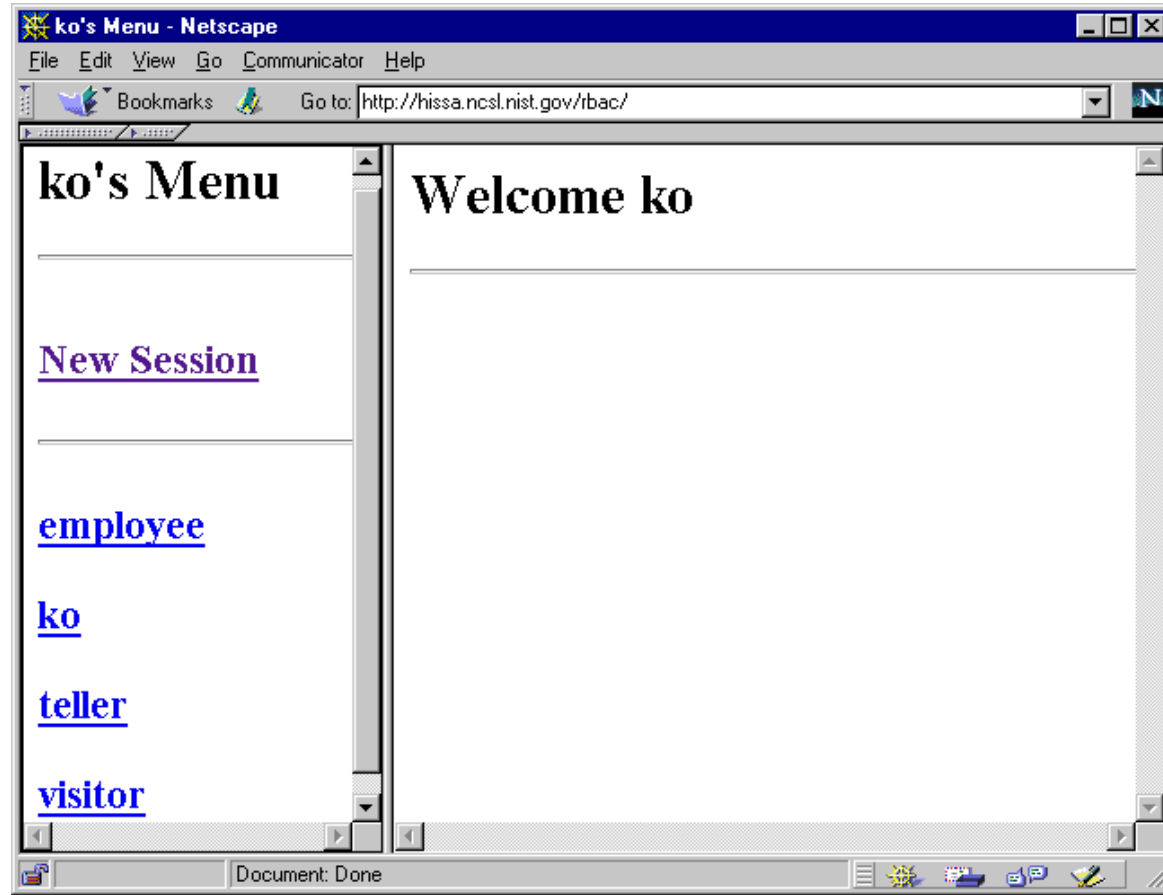 ko's Menu - Netscape
File Edit View Go Communicator Help
Bookmarks Go to: http://hissa.ncsl.nist.gov/rbac/ N
ko's Menu
New Session
employee
ko
teller
visitor
Welcome ko
Document: Done